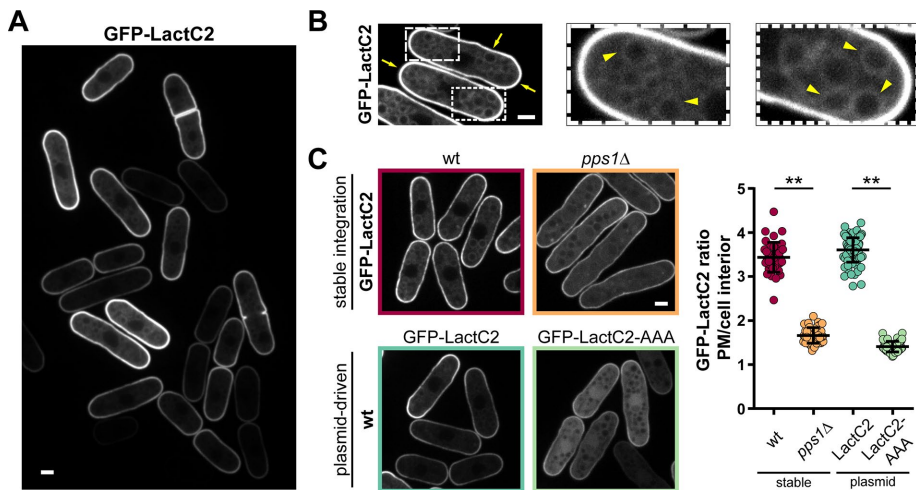 A
GFP-LactC2
B
GFP-LactC2
C
wt
pps1Δ
stable integration
GFP-LactC2
GFP-LactC2
GFP-LactC2-AAA
plasmid-driven
wt
GFP-LactC2 ratio
PM/cell interior
5
4
3
2
1
0
**
**
wt
pps1Δ
LactC2
LactC2-
AAA
stable
plasmid